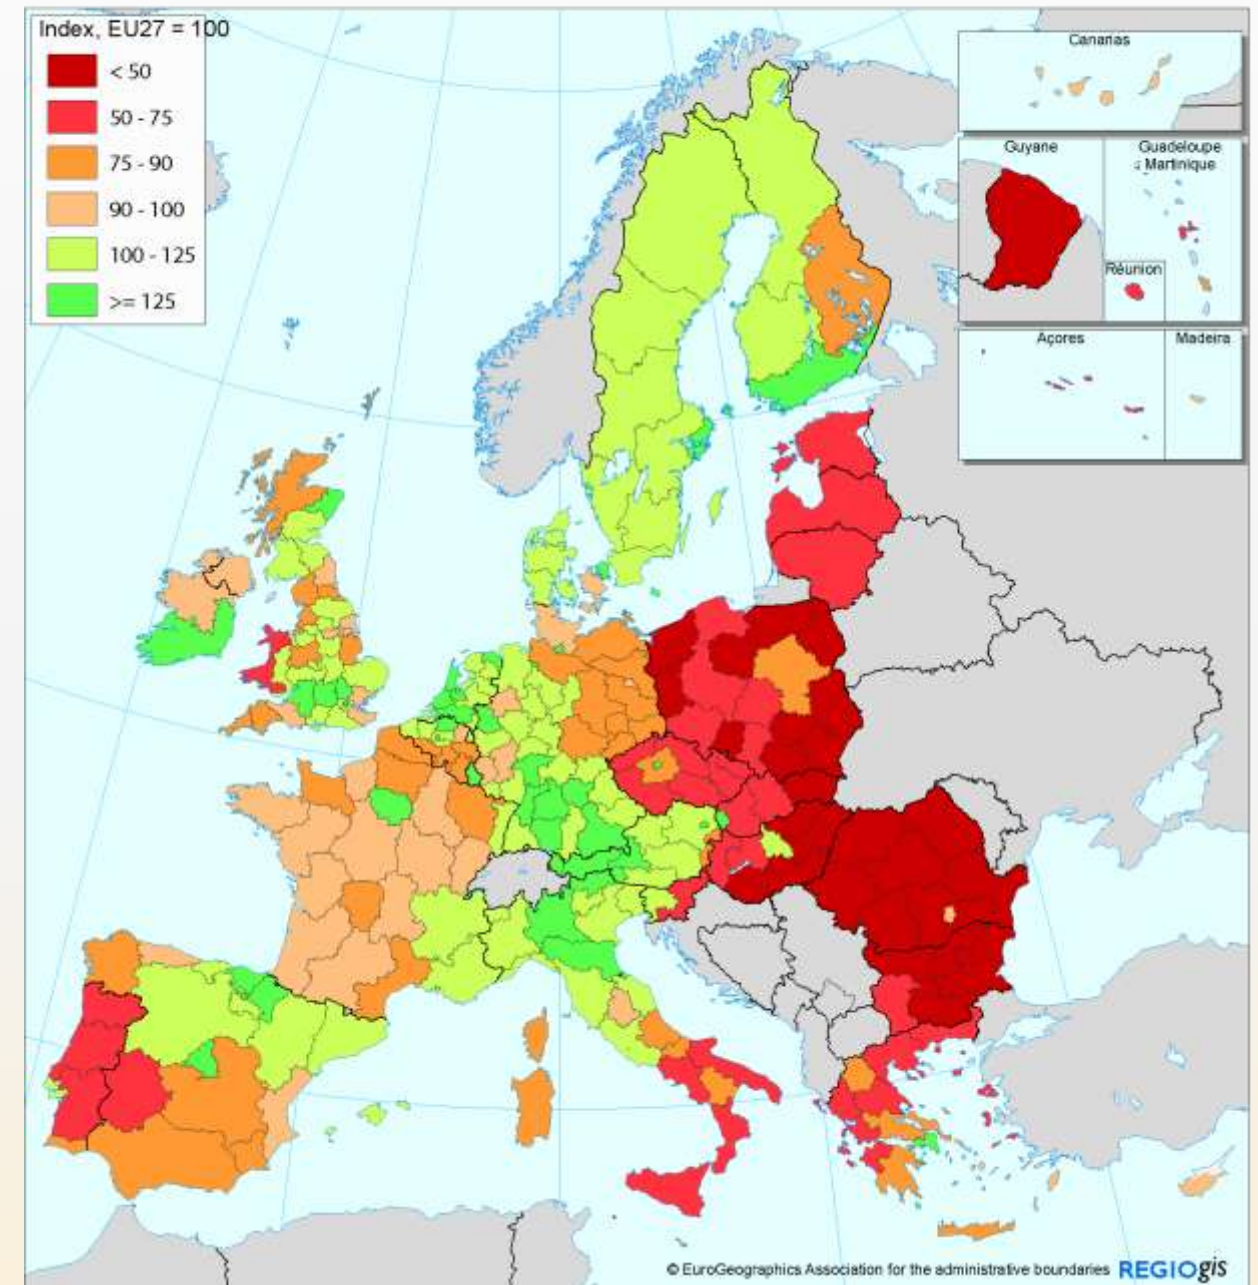 Index, EU27 = 100
< 50
50 - 75
75 - 90
90 - 100
100 - 125
>= 125
Canarias
Guyane
Guadeloupe
Martinique
Réunion
Açores
Madeira
© EuroGeographics Association for the administrative boundaries REGIOgis